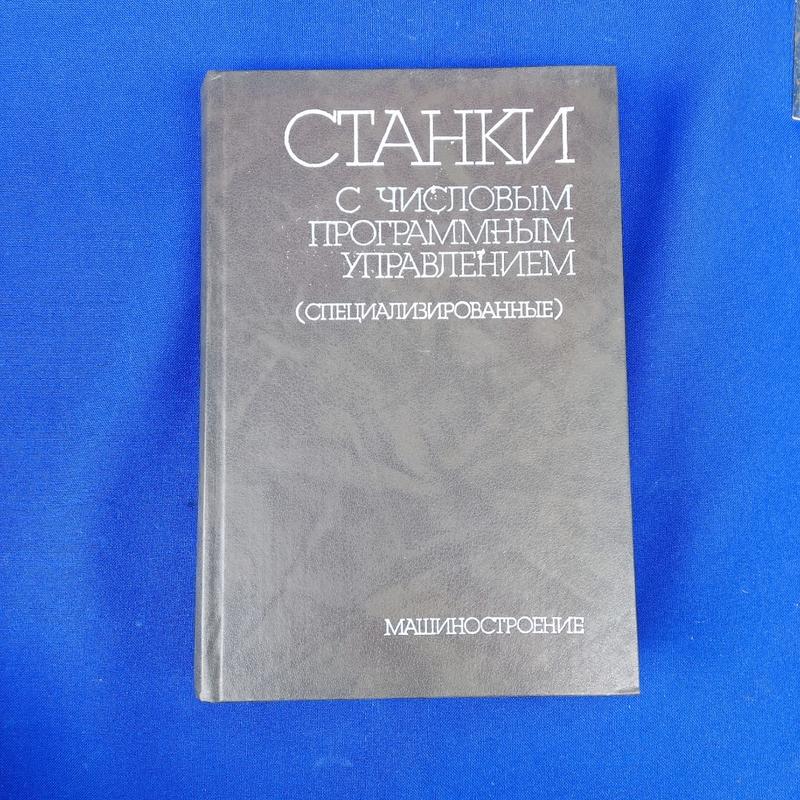 СТАНКИ
С ЧИСЛОВЫМ
ПРОГРАММНЫМ
УПРАВЛЕНИЕМ
(СПЕЦИАЛИЗИРОВАННЫЕ)
МАШИНОСТРОЕНИЕ